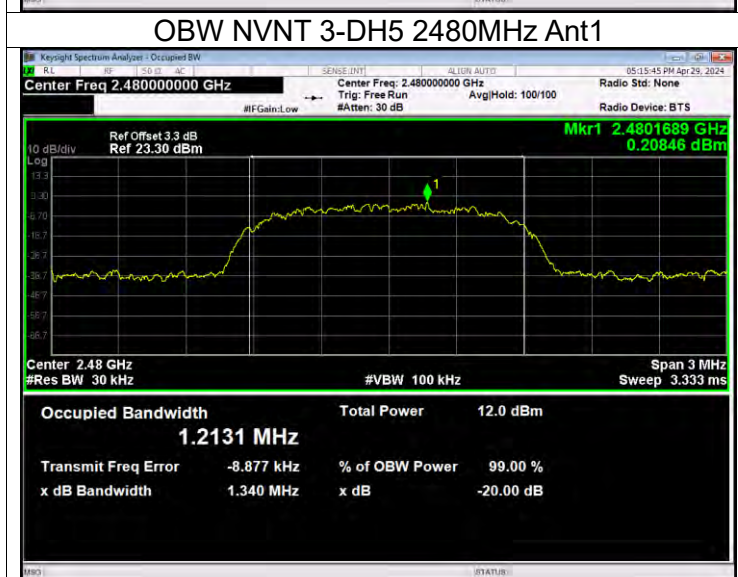 OBW NVNT 3-DH5 2480MHz Ant1
Keysight Spectrum Analyzer - Occupied BW
RL RF 50 Ω AC SENSE:INT ALIGN AUTO 05:15:45 PM Apr 29, 2024
Center Freq 2.480000000 GHz Center Freq: 2.480000000 GHz Radio Std: None
Trig: Free Run Avg|Hold: 100/100
#IFGain:Low #Atten: 30 dB Radio Device: BTS
Ref Offset 3.3 dB Mkr1 2.4801689 GHz
10 dB/div Ref 23.30 dBm 0.20846 dBm
Log
13.3
3.30
-6.70
-16.7
-26.7
-36.7
-46.7
-56.7
-66.7
1
Center 2.48 GHz Span 3 MHz
#Res BW 30 kHz #VBW 100 kHz Sweep 3.333 ms
Occupied Bandwidth Total Power 12.0 dBm
1.2131 MHz
Transmit Freq Error -8.877 kHz % of OBW Power 99.00 %
x dB Bandwidth 1.340 MHz x dB -20.00 dB
MSG STATUS